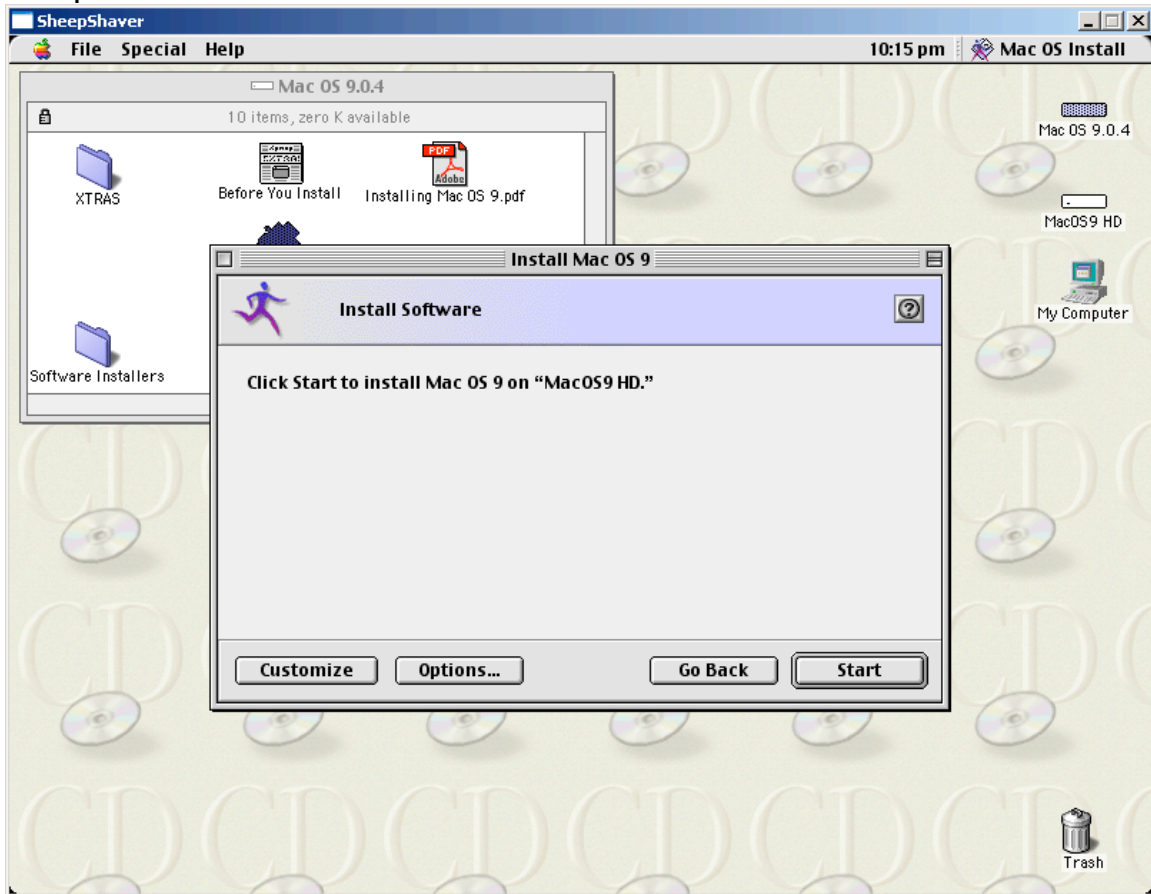 SheepShaver
File Special Help 10:15 pm Mac OS Install
Mac OS 9.0.4
10 items, zero K available
XTRAS
Before You Install
Installing Mac OS 9.pdf
Software Installers
Mac OS 9.0.4
MacOS9 HD
My Computer
Install Mac OS 9
Install Software
Click Start to install Mac OS 9 on “MacOS9 HD.”
Customize Options... Go Back Start
Trash